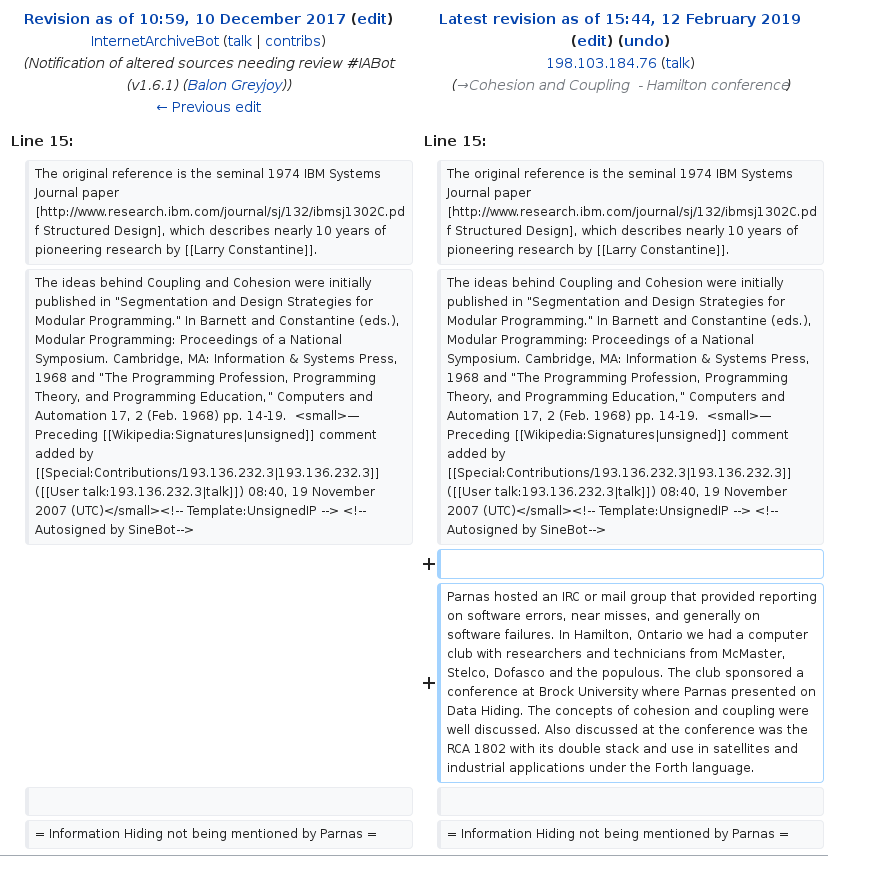 Revision as of 10:59, 10 December 2017 (edit)
InternetArchiveBot (talk | contribs)
(Notification of altered sources needing review #IABot
(v1.6.1) (Balon Greyjoy))
← Previous edit
Latest revision as of 15:44, 12 February 2019
(edit) (undo)
198.103.184.76 (talk)
(→Cohesion and Coupling - Hamilton conference)
Line 15:
Line 15:
The original reference is the seminal 1974 IBM Systems
Journal paper
[http://www.research.ibm.com/journal/sj/132/ibmsj1302C.pd
f Structured Design], which describes nearly 10 years of
pioneering research by [[Larry Constantine]].
The original reference is the seminal 1974 IBM Systems
Journal paper
[http://www.research.ibm.com/journal/sj/132/ibmsj1302C.pd
f Structured Design], which describes nearly 10 years of
pioneering research by [[Larry Constantine]].
The ideas behind Coupling and Cohesion were initially
published in "Segmentation and Design Strategies for
Modular Programming." In Barnett and Constantine (eds.),
Modular Programming: Proceedings of a National
Symposium. Cambridge, MA: Information & Systems Press,
1968 and "The Programming Profession, Programming
Theory, and Programming Education," Computers and
Automation 17, 2 (Feb. 1968) pp. 14-19. <small>—
Preceding [[Wikipedia:Signatures|unsigned]] comment
added by
[[Special:Contributions/193.136.232.3|193.136.232.3]]
([[User talk:193.136.232.3|talk]]) 08:40, 19 November
2007 (UTC)</small><!-- Template:UnsignedIP --> <!--
Autosigned by SineBot-->
The ideas behind Coupling and Cohesion were initially
published in "Segmentation and Design Strategies for
Modular Programming." In Barnett and Constantine (eds.),
Modular Programming: Proceedings of a National
Symposium. Cambridge, MA: Information & Systems Press,
1968 and "The Programming Profession, Programming
Theory, and Programming Education," Computers and
Automation 17, 2 (Feb. 1968) pp. 14-19. <small>—
Preceding [[Wikipedia:Signatures|unsigned]] comment
added by
[[Special:Contributions/193.136.232.3|193.136.232.3]]
([[User talk:193.136.232.3|talk]]) 08:40, 19 November
2007 (UTC)</small><!-- Template:UnsignedIP --> <!--
Autosigned by SineBot-->
+
+
Parnas hosted an IRC or mail group that provided reporting
on software errors, near misses, and generally on
software failures. In Hamilton, Ontario we had a computer
club with researchers and technicians from McMaster,
Stelco, Dofasco and the populous. The club sponsored a
conference at Brock University where Parnas presented on
Data Hiding. The concepts of cohesion and coupling were
well discussed. Also discussed at the conference was the
RCA 1802 with its double stack and use in satellites and
industrial applications under the Forth language.
= Information Hiding not being mentioned by Parnas =
= Information Hiding not being mentioned by Parnas =